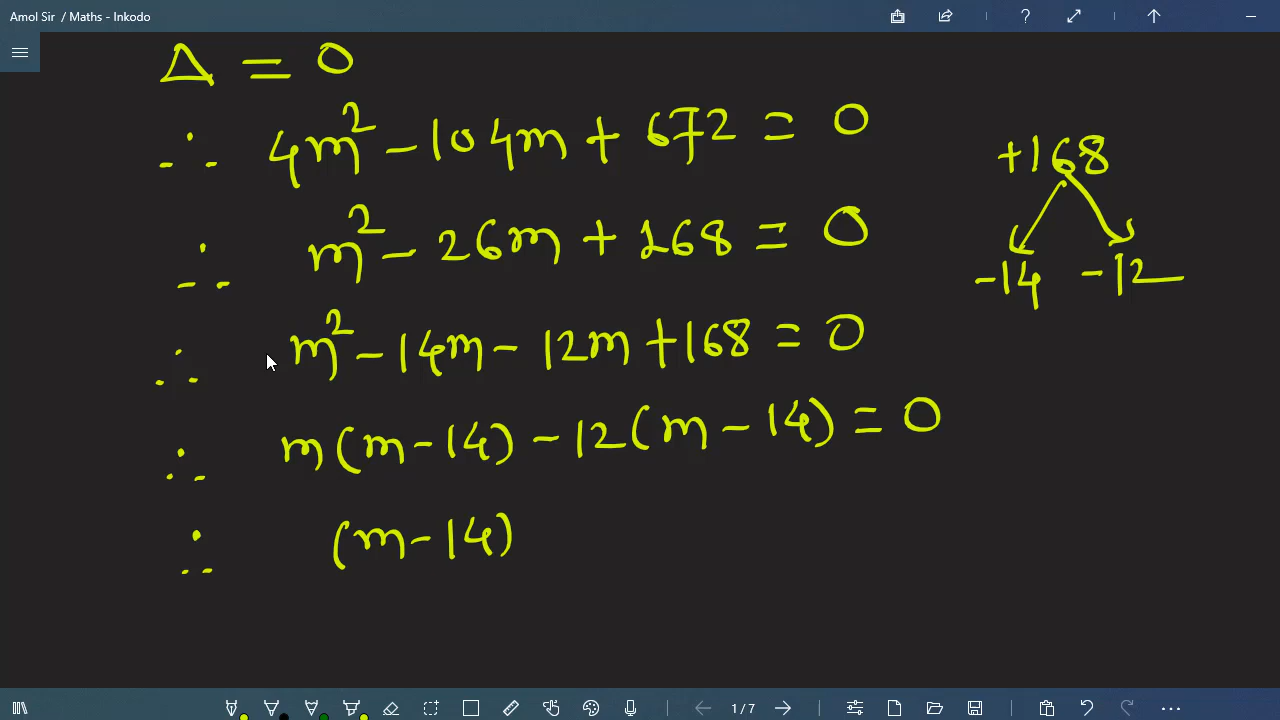 Amol Sir / Maths - Inkodo
Δ = 0
∴ 4m² - 104m + 672 = 0
+168
∴ m² - 26m + 168 = 0
-14 -12
∴ m² - 14m - 12m + 168 = 0
∴ m(m - 14) - 12(m - 14) = 0
∴ (m - 14)
1 / 7